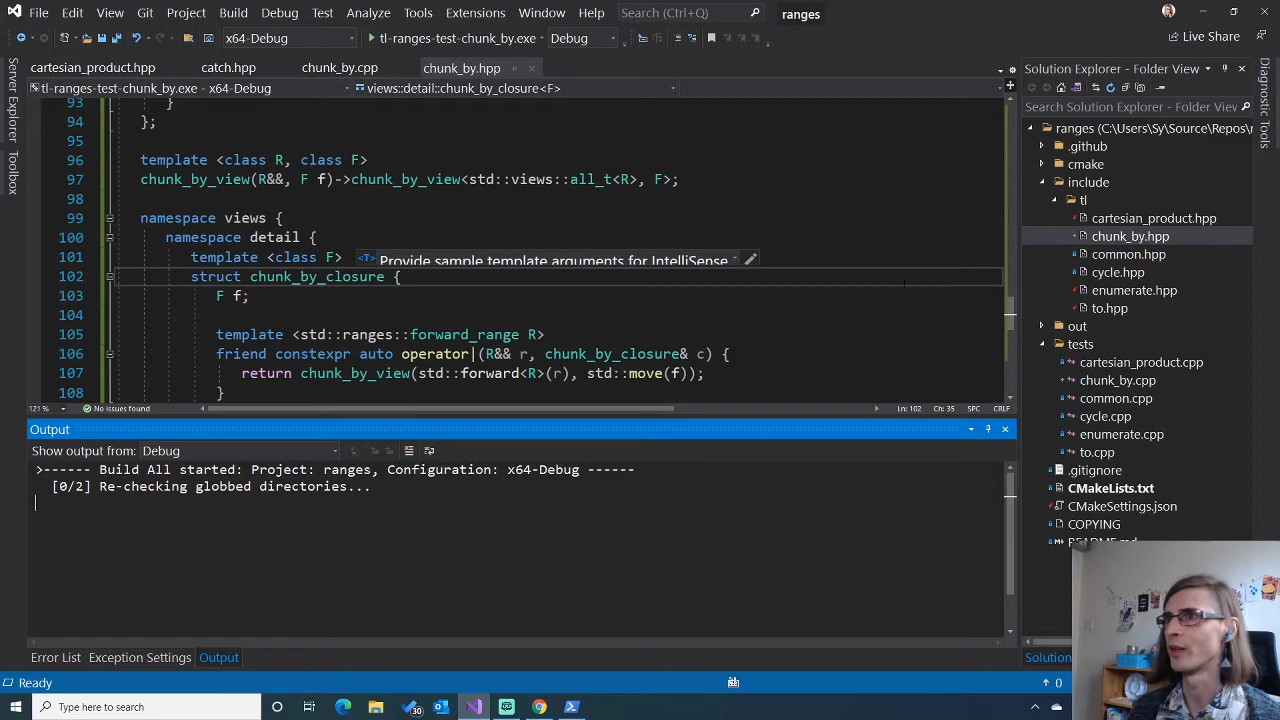 File Edit View Git Project Build Debug Test Analyze Tools Extensions Window Help Search (Ctrl+Q) ranges
x64-Debug tl-ranges-test-chunk_by.exe Debug Live Share
cartesian_product.hpp catch.hpp chunk_by.cpp chunk_by.hpp
tl-ranges-test-chunk_by.exe (x64-Debug) views::detail::chunk_by_closure<F>
93 }
94 };
95
96 template <class R, class F>
97 chunk_by_view(R&&, F f)->chunk_by_view<std::views::all_t<R>, F>;
98
99 namespace views {
100 namespace detail {
101 template <class F> <T> Provide sample template arguments for IntelliSense
102 struct chunk_by_closure {
103 F f;
104
105 template <std::ranges::forward_range R>
106 friend constexpr auto operator|(R&& r, chunk_by_closure& c) {
107 return chunk_by_view(std::forward<R>(r), std::move(f));
108 }
121 % No issues found Ln: 102 Ch: 35 SPC CRLF
Output
Show output from: Debug
>------ Build All started: Project: ranges, Configuration: x64-Debug ------
[0/2] Re-checking globbed directories...
Error List Exception Settings Output
Server Explorer
Toolbox
Solution Explorer - Folder View
Search Solution Explorer - Folder View (Ctrl+;)
ranges (C:\Users\Sy\Source\Repos\r
.github
cmake
include
tl
cartesian_product.hpp
chunk_by.hpp
common.hpp
cycle.hpp
enumerate.hpp
to.hpp
out
tests
cartesian_product.cpp
chunk_by.cpp
common.cpp
cycle.cpp
enumerate.cpp
to.cpp
.gitignore
CMakeLists.txt
CMakeSettings.json
COPYING
README.md
Solution
Diagnostic Tools
Ready 0
Type here to search 30